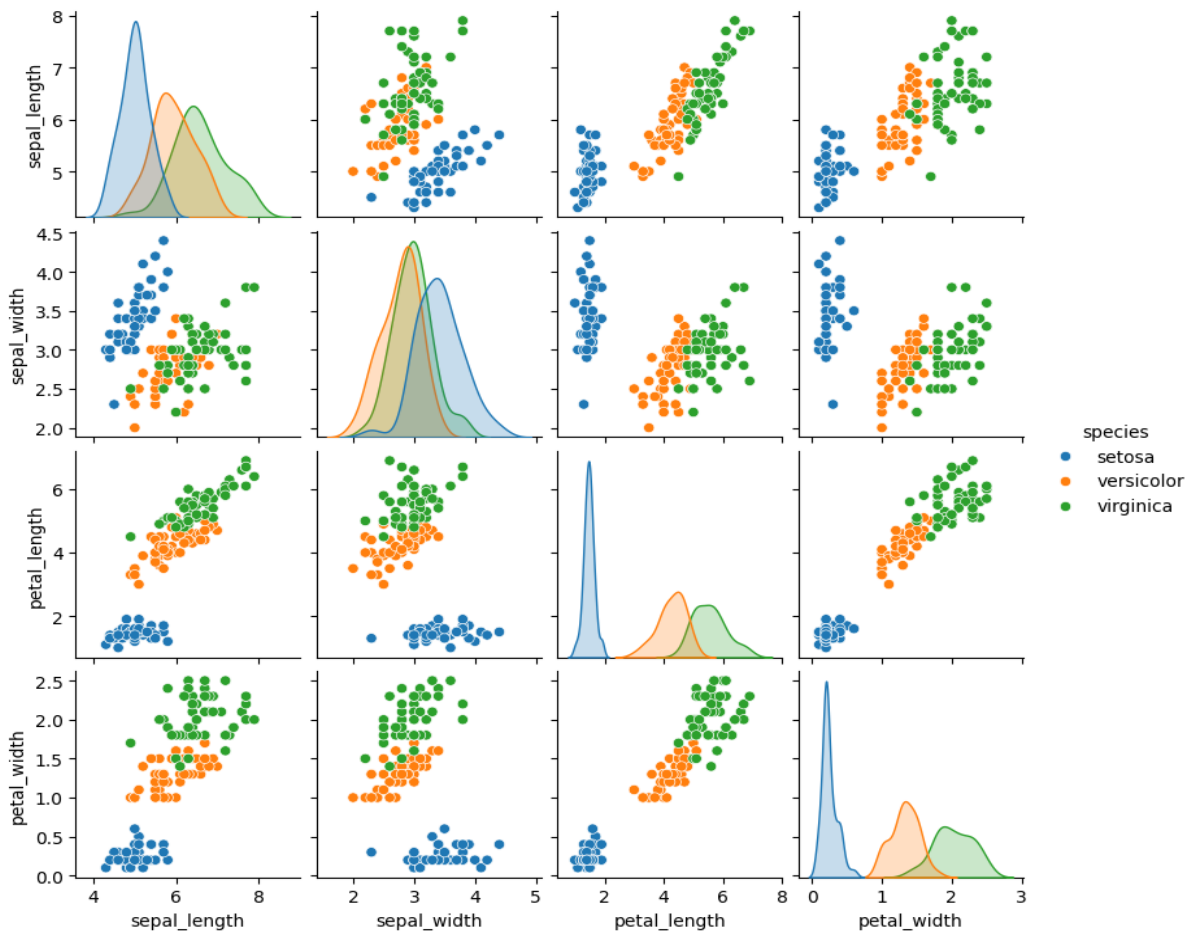 8
7
6
5
sepal_length
4.5
4.0
3.5
3.0
2.5
2.0
sepal_width
species
setosa
versicolor
virginica
6
4
2
petal_length
2.5
2.0
1.5
1.0
0.5
0.0
petal_width
4 6 8 2 3 4 5 0 2 4 6 8 0 1 2 3
sepal_length sepal_width petal_length petal_width